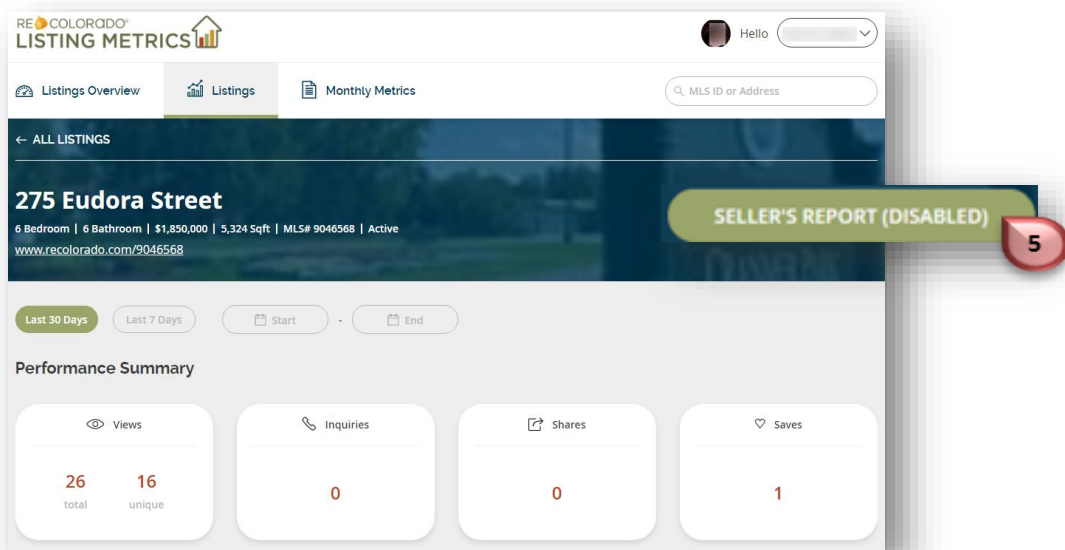 RECOLORADO®
LISTING METRICS
Hello
Listings Overview
Listings
Monthly Metrics
MLS ID or Address
← ALL LISTINGS
275 Eudora Street
6 Bedroom | 6 Bathroom | $1,850,000 | 5,324 Sqft | MLS# 9046568 | Active
www.recolorado.com/9046568
SELLER'S REPORT (DISABLED)
5
Last 30 Days
Last 7 Days
Start
-
End
Performance Summary
Views
Inquiries
Shares
Saves
26
16
total
unique
0
0
1